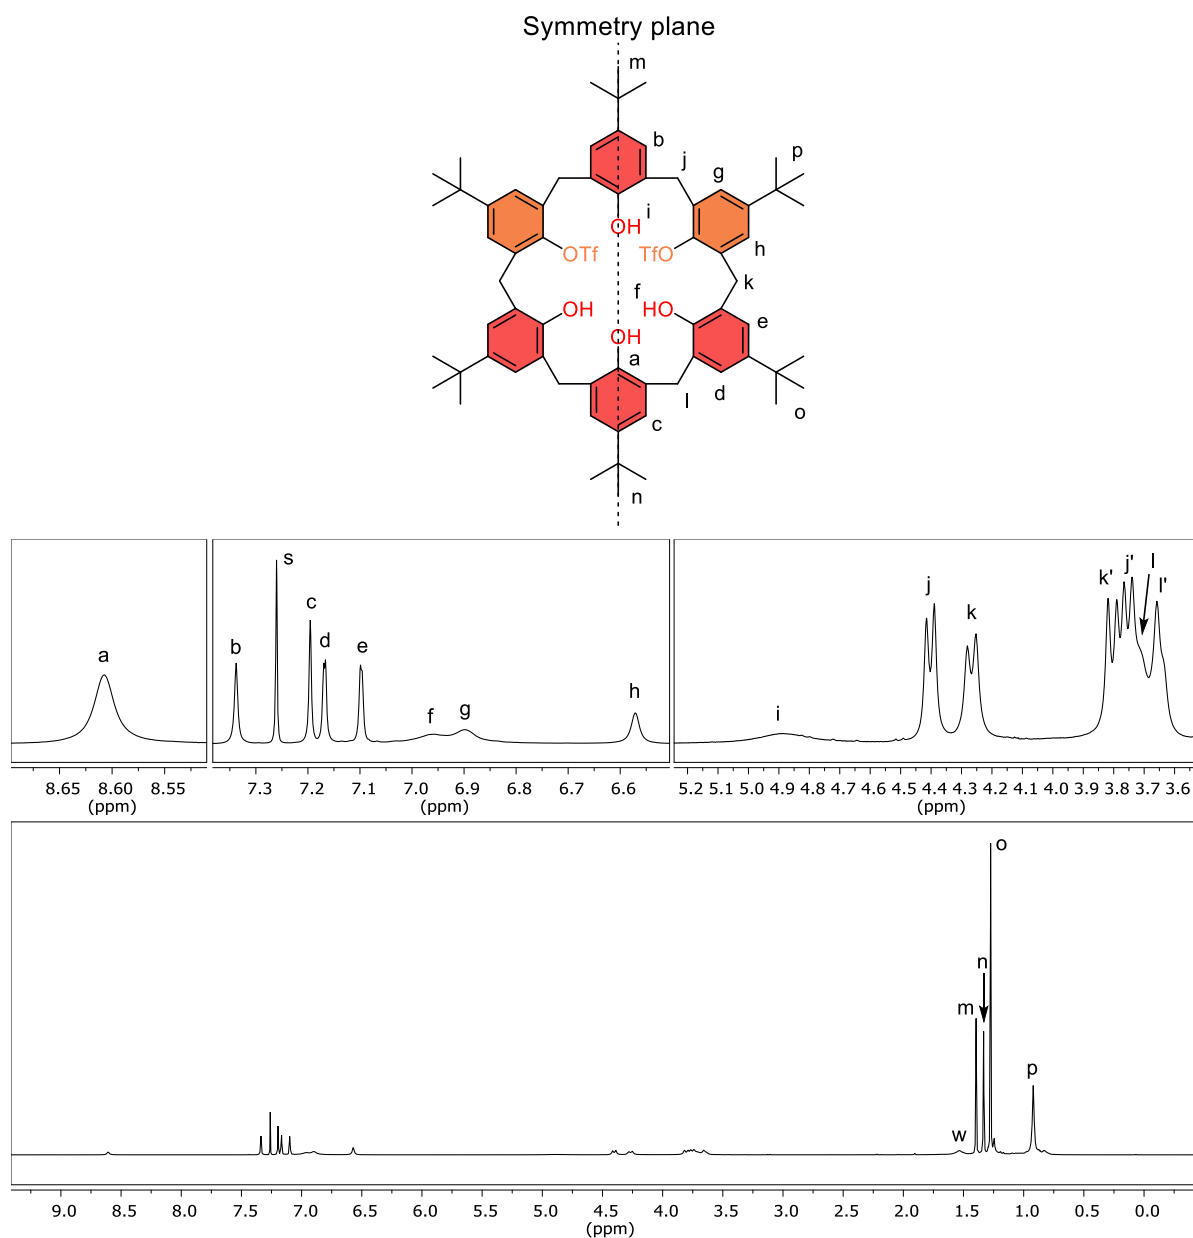 Symmetry plane
m
b
j
p
g
i
OH
OTf
TfO
h
k
f
OH
HO
OH
e
a
d
l
o
c
n
a
b
s
c
d
e
f
g
h
i
j
k
k'
j'
l
l'
8.65 8.60 8.55
(ppm)
7.3 7.2 7.1 7.0 6.9 6.8 6.7 6.6
(ppm)
5.2 5.1 5.0 4.9 4.8 4.7 4.6 4.5 4.4 4.3 4.2 4.1 4.0 3.9 3.8 3.7 3.6
(ppm)
o
n
m
p
w
9.0 8.5 8.0 7.5 7.0 6.5 6.0 5.5 5.0 4.5 4.0 3.5 3.0 2.5 2.0 1.5 1.0 0.5 0.0
(ppm)